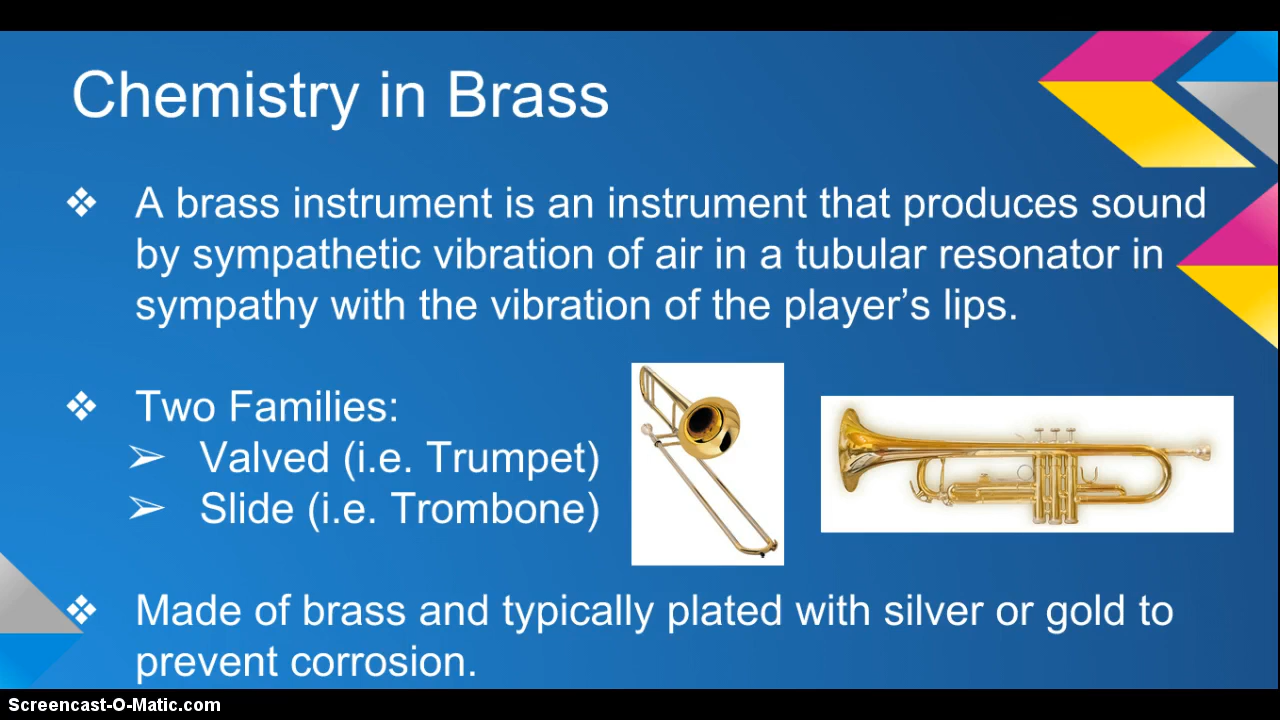 Chemistry in Brass
❖ A brass instrument is an instrument that produces sound
by sympathetic vibration of air in a tubular resonator in
sympathy with the vibration of the player’s lips.
❖ Two Families:
➢ Valved (i.e. Trumpet)
➢ Slide (i.e. Trombone)
❖ Made of brass and typically plated with silver or gold to
prevent corrosion.
Screencast-O-Matic.com